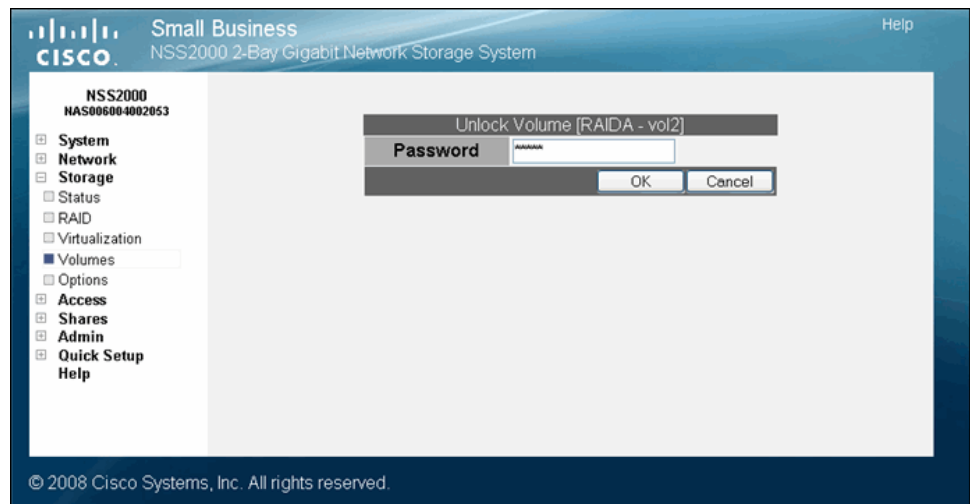 CISCO.
Small Business
NSS2000 2-Bay Gigabit Network Storage System
Help
NSS2000
NAS006004002053
System
Network
Storage
Status
RAID
Virtualization
Volumes
Options
Access
Shares
Admin
Quick Setup
Help
Unlock Volume [RAIDA - vol2]
Password *****
OK Cancel
© 2008 Cisco Systems, Inc. All rights reserved.